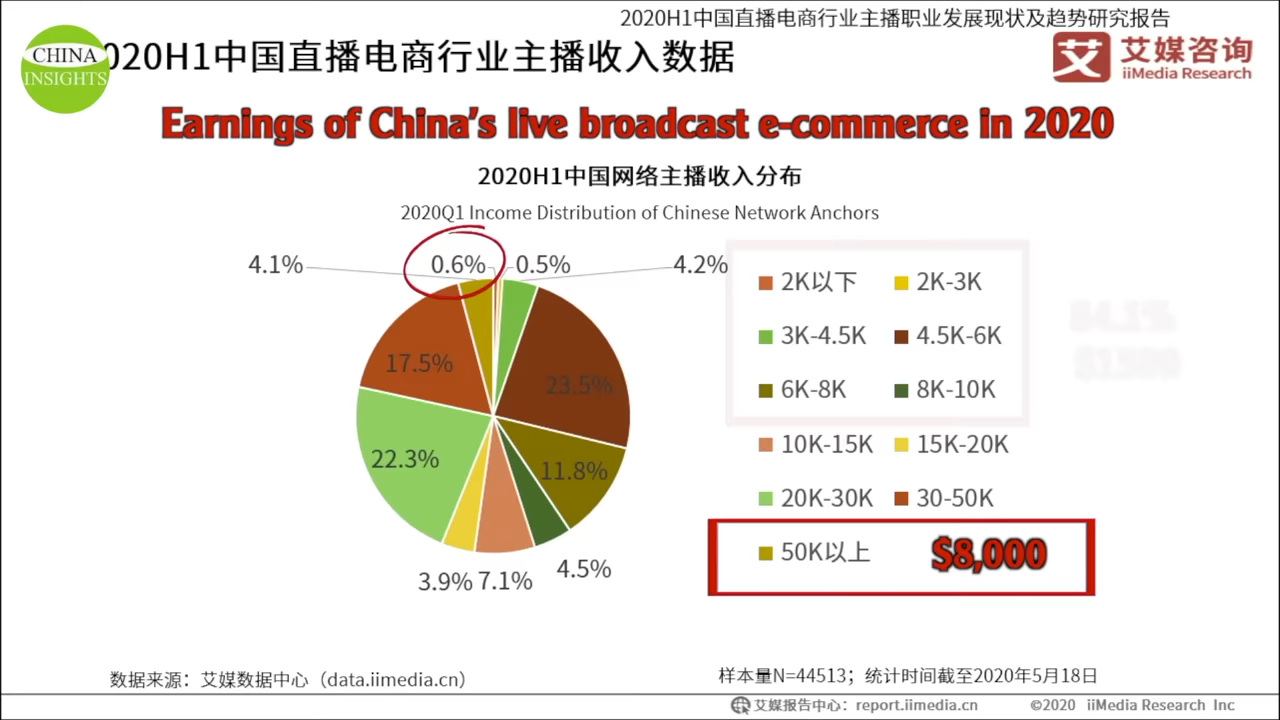 2020H1中国直播电商行业主播职业发展现状及趋势研究报告
CHINA
INSIGHTS
020H1中国直播电商行业主播收入数据
艾 艾媒咨询
iiMedia Research
Earnings of China's live broadcast e-commerce in 2020
2020H1中国网络主播收入分布
2020Q1 Income Distribution of Chinese Network Anchors
4.1% 0.6% 0.5% 4.2%
2K以下 2K-3K
3K-4.5K 4.5K-6K
17.5% 23.5%
6K-8K 8K-10K
10K-15K 15K-20K
22.3% 11.8%
20K-30K 30-50K
50K以上 $8,000
3.9% 7.1% 4.5%
数据来源：艾媒数据中心（data.iimedia.cn）
样本量N=44513；统计时间截至2020年5月18日
艾媒报告中心：report.iimedia.cn ©2020 iiMedia Research Inc